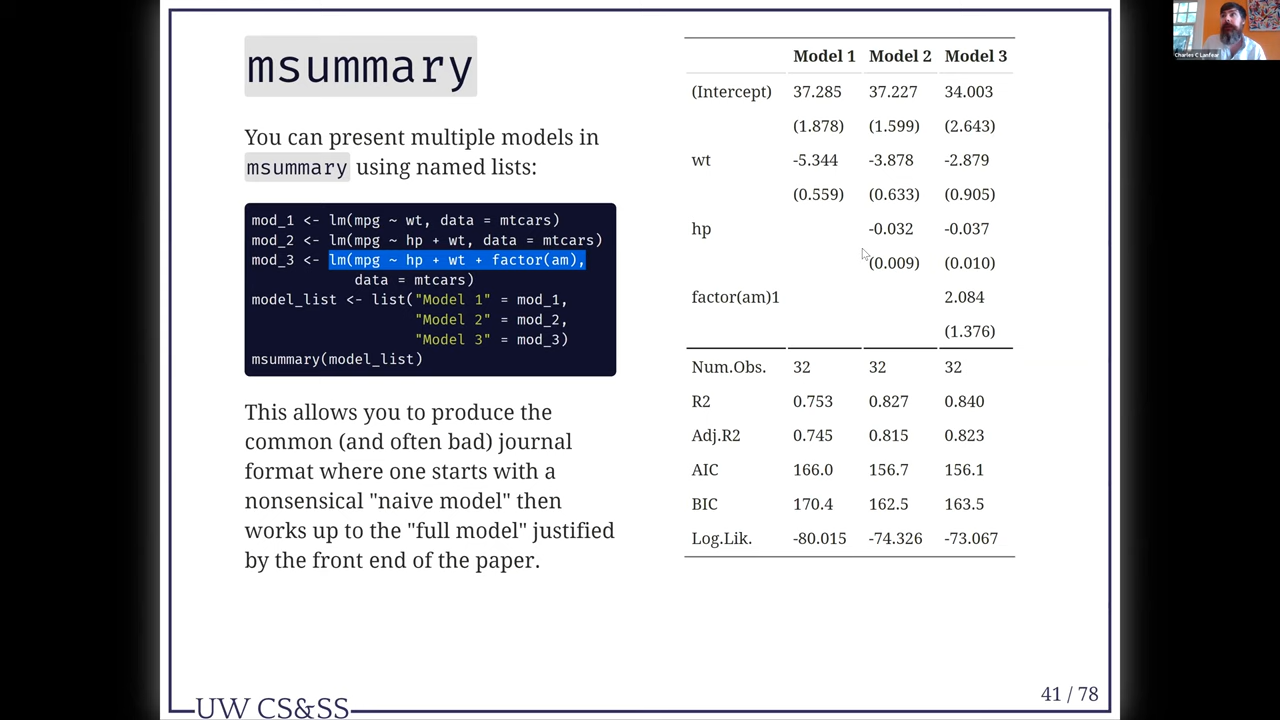 msummary
You can present multiple models in
msummary using named lists:
mod_1 <- lm(mpg ~ wt, data = mtcars)
mod_2 <- lm(mpg ~ hp + wt, data = mtcars)
mod_3 <- lm(mpg ~ hp + wt + factor(am),
data = mtcars)
model_list <- list("Model 1" = mod_1,
"Model 2" = mod_2,
"Model 3" = mod_3)
msummary(model_list)
This allows you to produce the
common (and often bad) journal
format where one starts with a
nonsensical "naive model" then
works up to the "full model" justified
by the front end of the paper.
Model 1 Model 2 Model 3
(Intercept) 37.285 37.227 34.003
(1.878) (1.599) (2.643)
wt -5.344 -3.878 -2.879
(0.559) (0.633) (0.905)
hp -0.032 -0.037
(0.009) (0.010)
factor(am)1 2.084
(1.376)
Num.Obs. 32 32 32
R2 0.753 0.827 0.840
Adj.R2 0.745 0.815 0.823
AIC 166.0 156.7 156.1
BIC 170.4 162.5 163.5
Log.Lik. -80.015 -74.326 -73.067
UW CS&SS
41 / 78
Charles C Lanfear